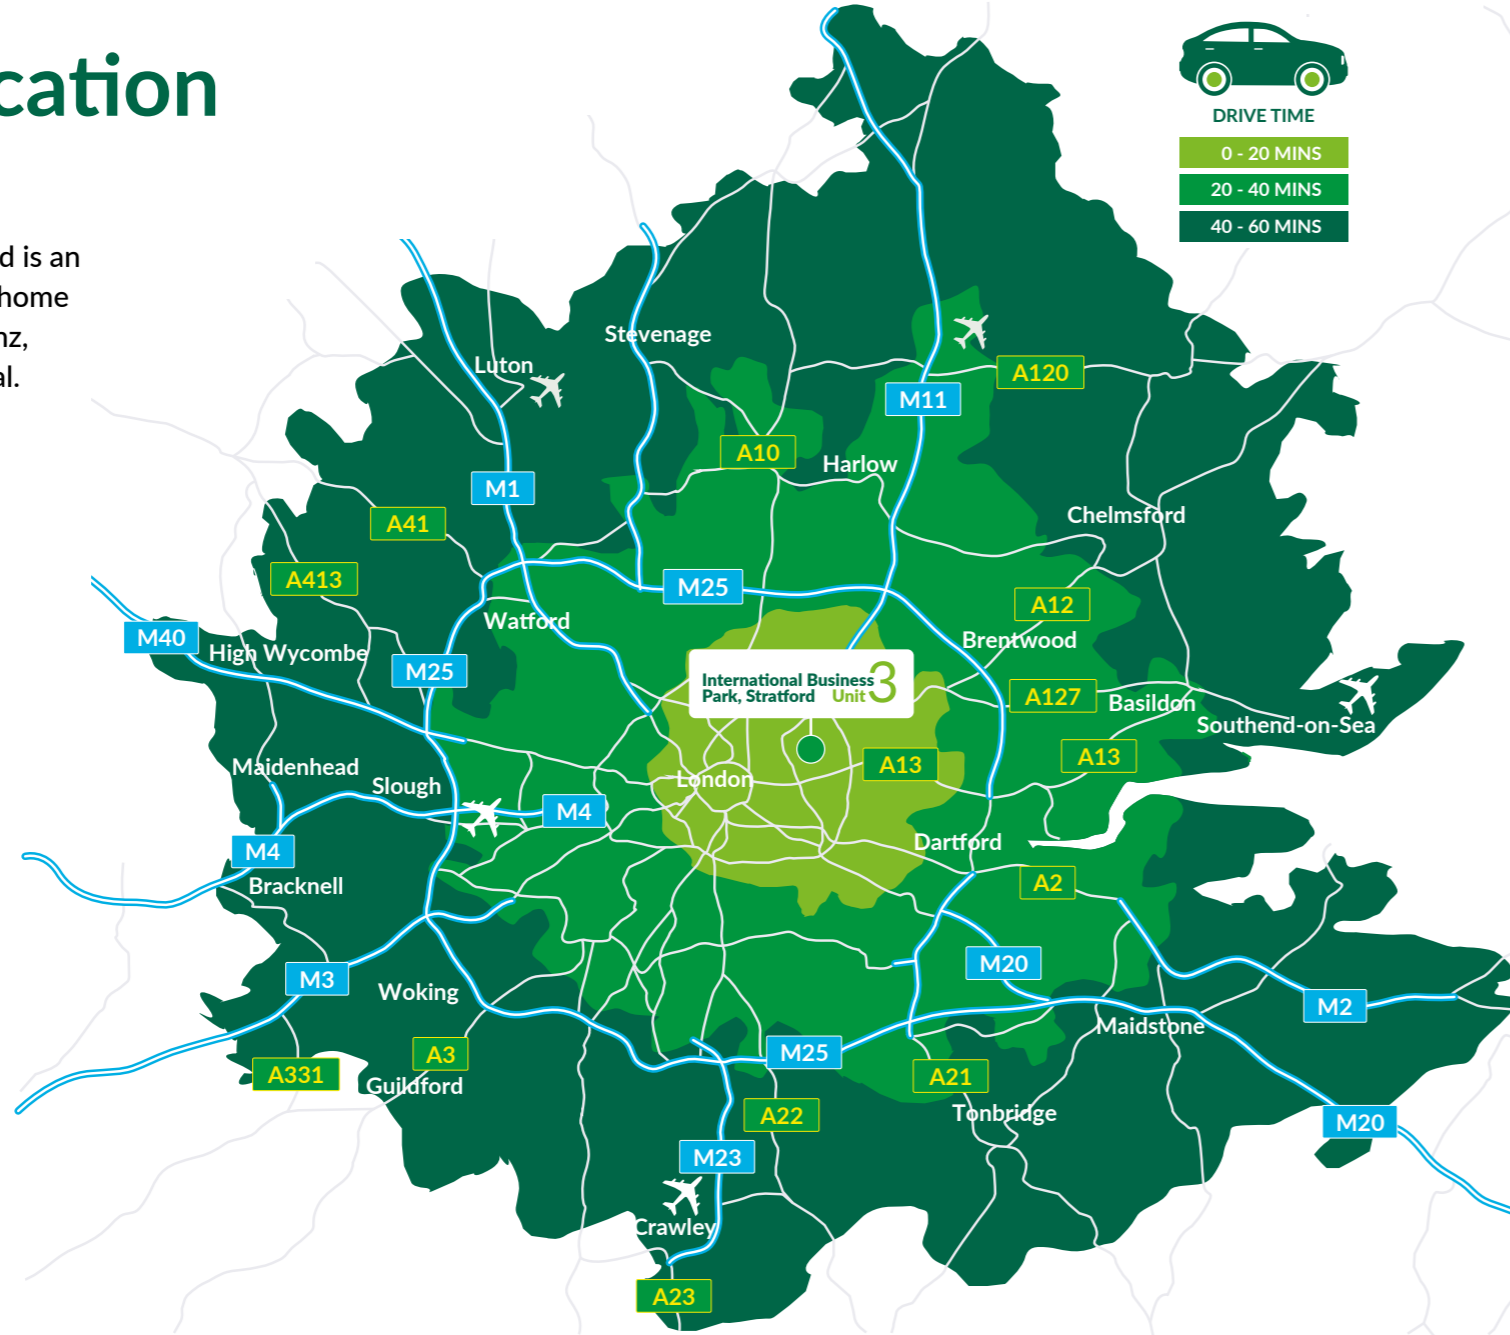 cation
d is an
home
nz,
al.
DRIVE TIME
0 - 20 MINS
20 - 40 MINS
40 - 60 MINS
Stevenage
Luton
A120
M11
A10
Harlow
M1
A41
Chelmsford
A413
M25
A12
Watford
M40
High Wycombe
Brentwood
M25
International Business
Park, Stratford Unit 3
A127
Basildon
Southend-on-Sea
Maidenhead
Slough
London
A13
A13
M4
Dartford
M4
Bracknell
A2
M3
Woking
M20
M2
Maidstone
A331
A3
Guildford
M25
A21
A22
Tonbridge
M20
M23
Crawley
A23